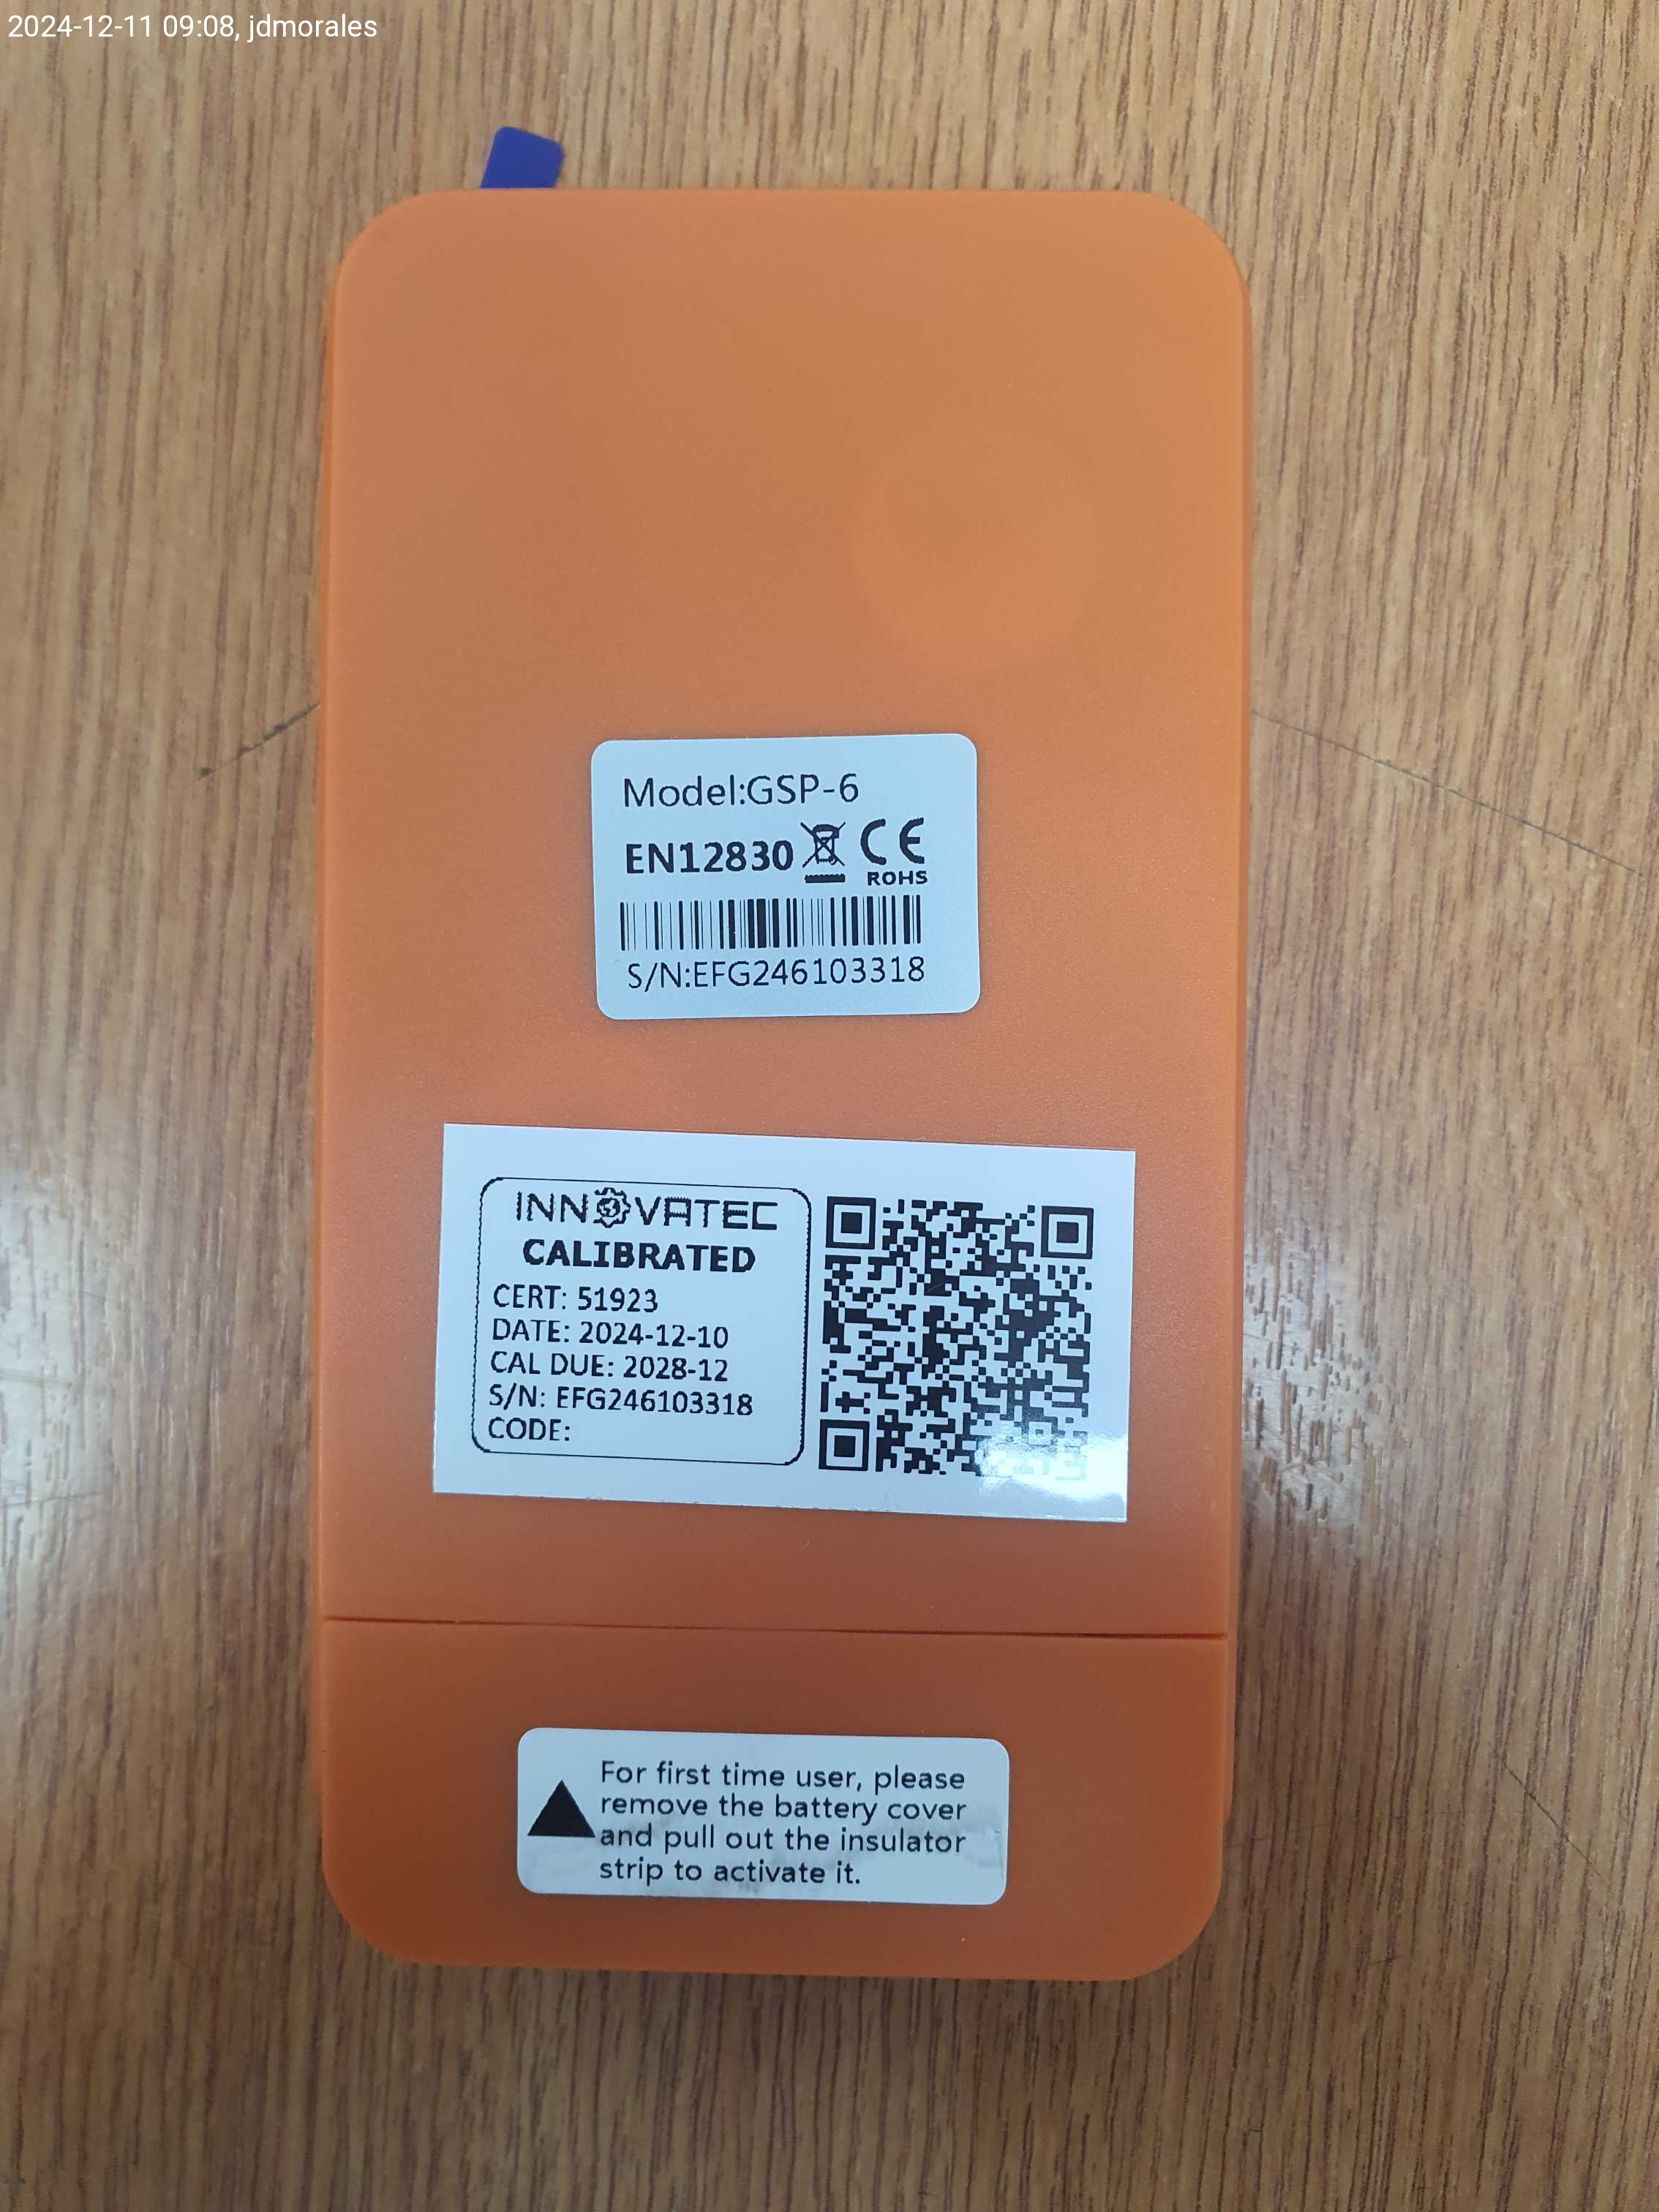 2024-12-11 09:08, jdmorales
Model:GSP-6
EN12830 CE
ROHS
S/N:EFG246103318
INNOVATEC
CALIBRATED
CERT: 51923
DATE: 2024-12-10
CAL DUE: 2028-12
S/N: EFG246103318
CODE:
For first time user, please
remove the battery cover
and pull out the insulator
strip to activate it.